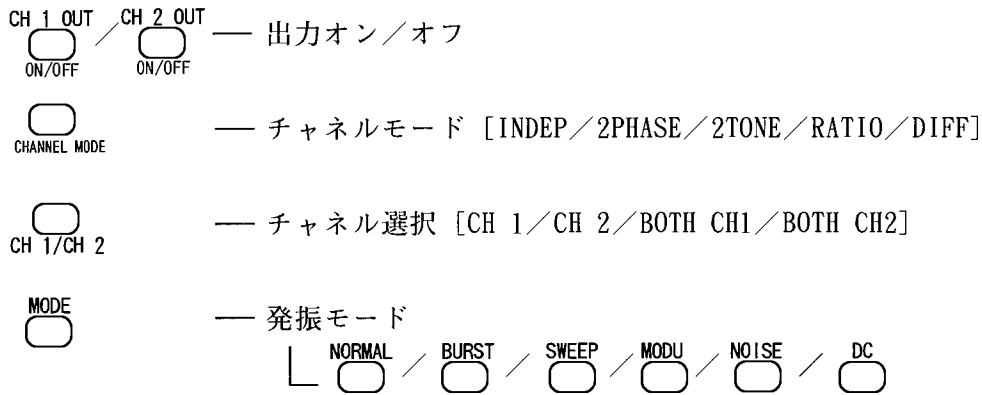 CH 1 OUT／CH 2 OUT
ON/OFF ON/OFF
― 出力オン／オフ
CHANNEL MODE
― チャネルモード [INDEP／2PHASE／2TONE／RATIO／DIFF]
CH 1/CH 2
― チャネル選択 [CH 1／CH 2／BOTH CH1／BOTH CH2]
MODE
― 発振モード
NORMAL／BURST／SWEEP／MODU／NOISE／DC